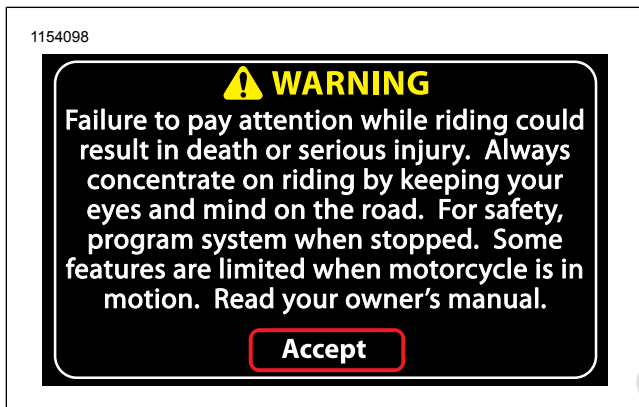 1154098
WARNING
Failure to pay attention while riding could
result in death or serious injury.  Always
concentrate on riding by keeping your
eyes and mind on the road.  For safety,
program system when stopped.  Some
features are limited when motorcycle is in
motion.  Read your owner's manual.
Accept